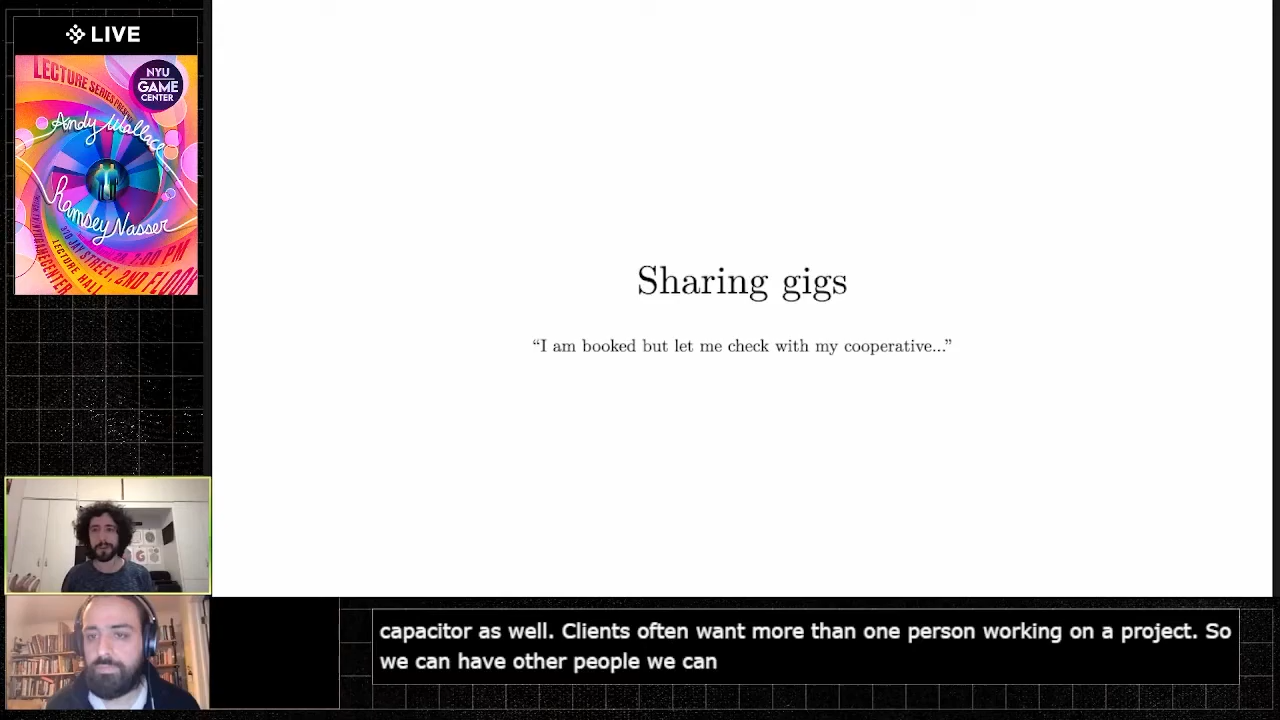 LIVE
LECTURE SERIES PRESENTS
NYU
GAME
CENTER
Andy Wallace
Ramsey Nasser
370 JAY STREET, 2ND FLOOR
LECTURE HALL
7:00 PM
Sharing gigs
“I am booked but let me check with my cooperative...”
capacitor as well. Clients often want more than one person working on a project. So
we can have other people we can